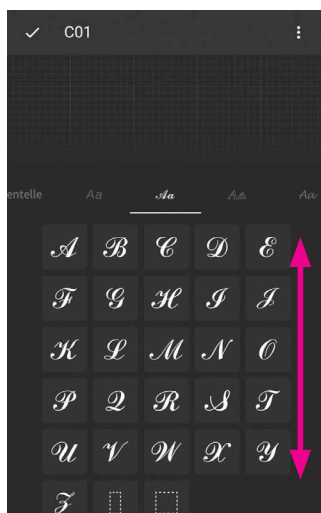 C01
entelle Aa Aa Aa Aa
A B C D E
F G H I J
K L M N O
P Q R S T
U V W X Y
Z